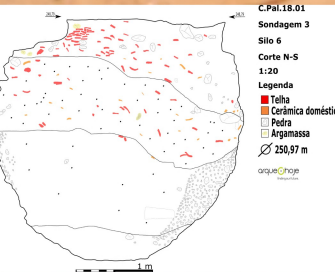 C.Pal.18.01
Sondagem 3
Silo 6
Corte N-S
1:20
Legenda
Telha
Cerâmica domésti
Pedra
Argamassa
250,97 m
arqueohoje
1 m